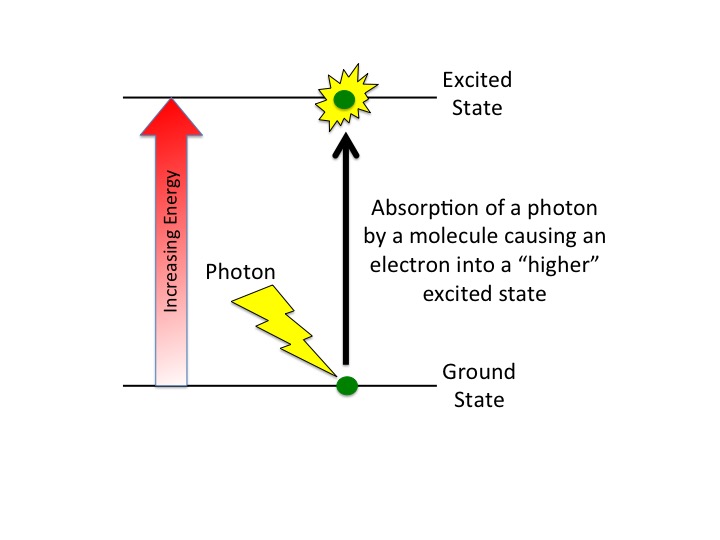 Excited
State
Increasing Energy
Absorption of a photon
by a molecule causing an
electron into a “higher”
excited state
Photon
Ground
State